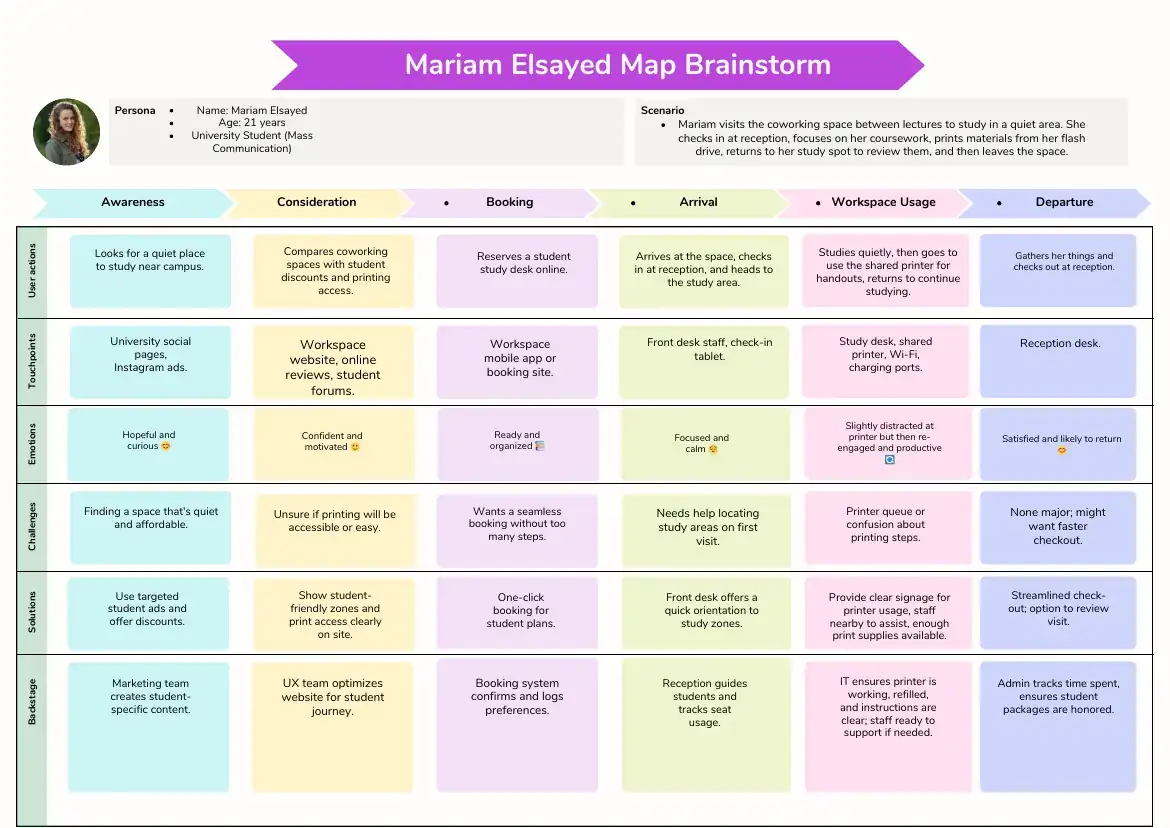 Mariam Elsayed Map Brainstorm
Persona
• Name: Mariam Elsayed
• Age: 21 years
• University Student (Mass
Communication)
Scenario
• Mariam visits the coworking space between lectures to study in a quiet area. She
checks in at reception, focuses on her coursework, prints materials from her flash
drive, returns to her study spot to review them, and then leaves the space.
Awareness
Consideration
• Booking
• Arrival
• Workspace Usage
• Departure
User actions
Looks for a quiet place
to study near campus.
Compares coworking
spaces with student
discounts and printing
access.
Reserves a student
study desk online.
Arrives at the space, checks
in at reception, and heads to
the study area.
Studies quietly, then goes to
use the shared printer for
handouts, returns to continue
studying.
Gathers her things and
checks out at reception.
Touchpoints
University social
pages,
Instagram ads.
Workspace
website, online
reviews, student
forums.
Workspace
mobile app or
booking site.
Front desk staff, check-in
tablet.
Study desk, shared
printer, Wi-Fi,
charging ports.
Reception desk.
Emotions
Hopeful and
curious 😊
Confident and
motivated 🙂
Ready and
organized 📚
Focused and
calm 😌
Slightly distracted at
printer but then re-
engaged and productive
🔄
Satisfied and likely to return
😊
Challenges
Finding a space that's quiet
and affordable.
Unsure if printing will be
accessible or easy.
Wants a seamless
booking without too
many steps.
Needs help locating
study areas on first
visit.
Printer queue or
confusion about
printing steps.
None major; might
want faster
checkout.
Solutions
Use targeted
student ads and
offer discounts.
Show student-
friendly zones and
print access clearly
on site.
One-click
booking for
student plans.
Front desk offers a
quick orientation to
study zones.
Provide clear signage for
printer usage, staff
nearby to assist, enough
print supplies available.
Streamlined check-
out; option to review
visit.
Backstage
Marketing team
creates student-
specific content.
UX team optimizes
website for student
journey.
Booking system
confirms and logs
preferences.
Reception guides
students and
tracks seat
usage.
IT ensures printer is
working, refilled,
and instructions are
clear; staff ready to
support if needed.
Admin tracks time spent,
ensures student
packages are honored.